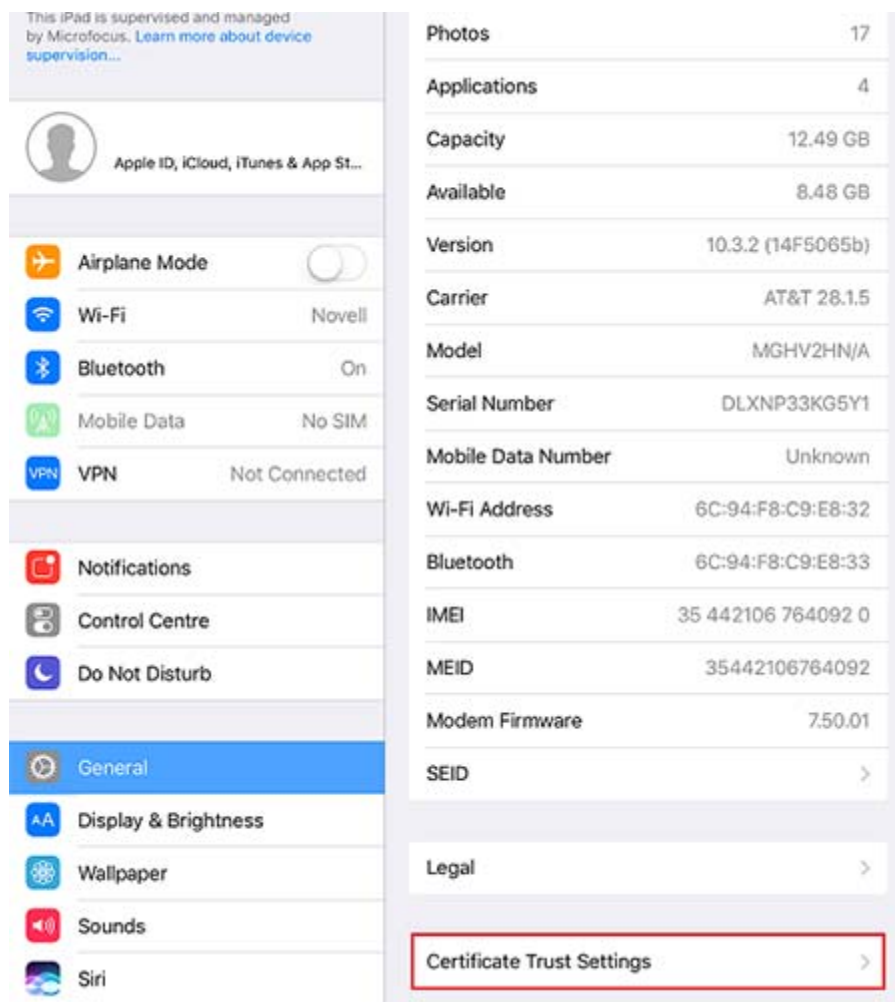 This iPad is supervised and managed
by Microfocus. Learn more about device
supervision...
Apple ID, iCloud, iTunes & App St...
Airplane Mode
Wi-Fi Novell
Bluetooth On
Mobile Data No SIM
VPN VPN Not Connected
Notifications
Control Centre
Do Not Disturb
General
AA Display & Brightness
Wallpaper
Sounds
Siri
Photos 17
Applications 4
Capacity 12.49 GB
Available 8.48 GB
Version 10.3.2 (14F5065b)
Carrier AT&T 28.1.5
Model MGHV2HN/A
Serial Number DLXNP33KG5Y1
Mobile Data Number Unknown
Wi-Fi Address 6C:94:F8:C9:E8:32
Bluetooth 6C:94:F8:C9:E8:33
IMEI 35 442106 764092 0
MEID 35442106764092
Modem Firmware 7.50.01
SEID
Legal
Certificate Trust Settings